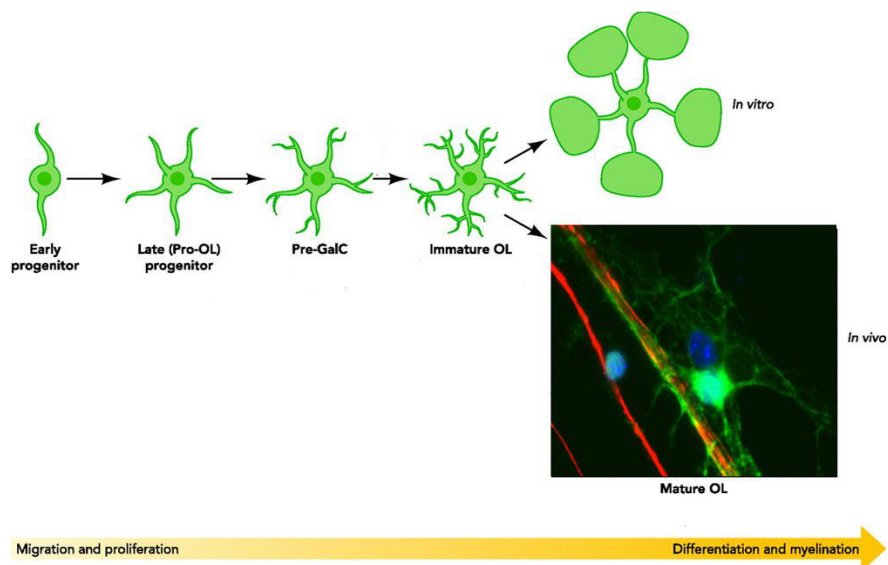 In vitro
Early
progenitor
Late (Pro-OL)
progenitor
Pre-GalC
Immature OL
In vivo
Mature OL
Migration and proliferation
Differentiation and myelination